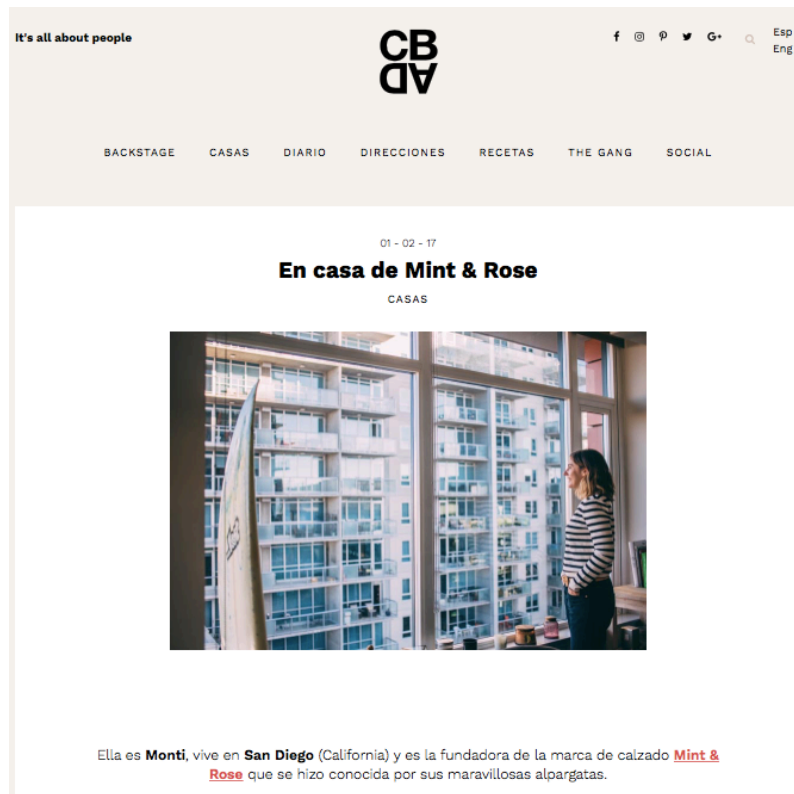 It's all about people
CB
AD
Esp
Eng
BACKSTAGE CASAS DIARIO DIRECCIONES RECETAS THE GANG SOCIAL
01 - 02 - 17
En casa de Mint & Rose
CASAS
Ella es Monti, vive en San Diego (California) y es la fundadora de la marca de calzado Mint &
Rose que se hizo conocida por sus maravillosas alpargatas.